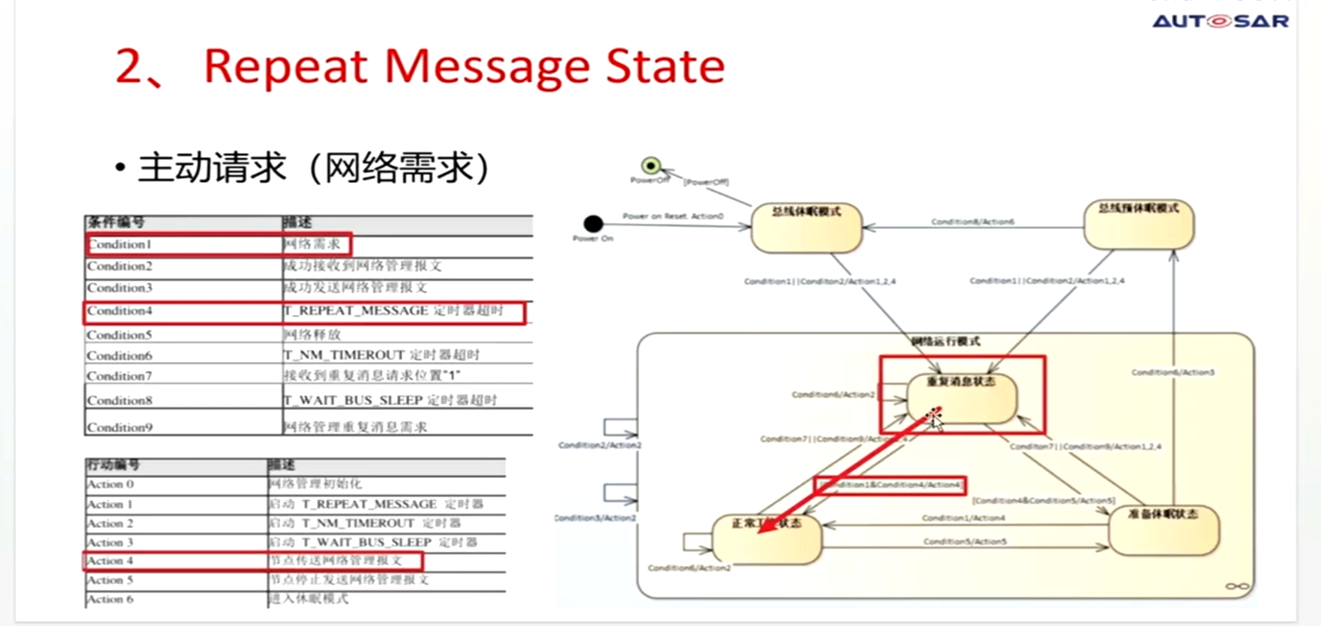 AUTOSAR
2、 Repeat Message State
• 主动请求（网络需求）
条件编号 描述
Condition1 网络需求
Condition2 成功接收到网络管理报文
Condition3 成功发送网络管理报文
Condition4 T_REPEAT_MESSAGE 定时器超时
Condition5 网络释放
Condition6 T_NM_TIMEROUT 定时器超时
Condition7 接收到重复消息请求位置"1"
Condition8 T_WAIT_BUS_SLEEP 定时器超时
Condition9 网络管理重复消息需求
行动编号 描述
Action 0 网络管理初始化
Action 1 启动 T_REPEAT_MESSAGE 定时器
Action 2 启动 T_NM_TIMEROUT 定时器
Action 3 启动 T_WAIT_BUS_SLEEP 定时器
Action 4 节点传送网络管理报文
Action 5 节点停止发送网络管理报文
Action 6 进入休眠模式
PowerOff
[PowerOff]
Power On
Power on Reset. Action0
总线休眠模式
Condition8/Action6
总线预休眠模式
Condition1||Conditon2/Action1,2,4
Condition1||Condition2/Action1,2,4
网络运行模式
重复消息状态
Condition6/Action3
Condition6/Action2
Condition2/Action2
Condition7||Condition9/Action
Conditon7||Condition9/Action1,2,4
ndition1&Condition4/Action4]
[Condition4&Condition5/Action5]
Condition3/Action2
正常工 状态
Condition1/Action4
准备休眠状态
Condition5/Action5
Condition6/Action2